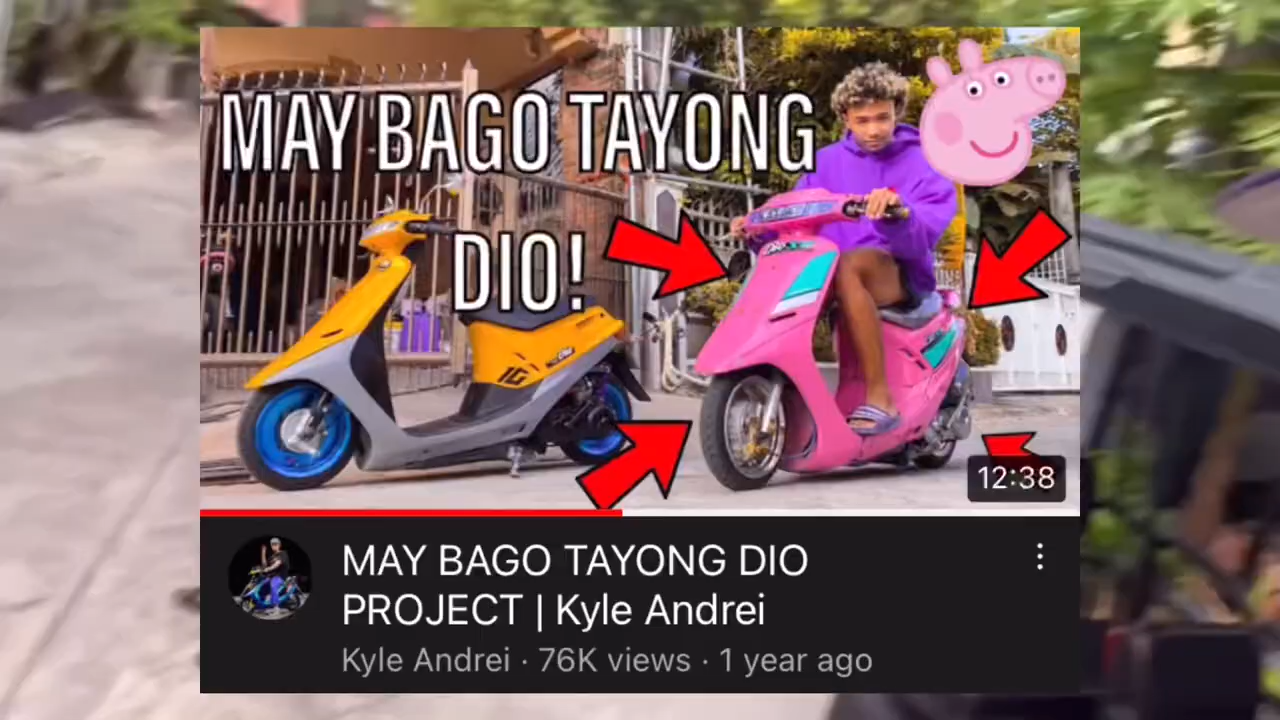 MAY BAGO TAYONG
DIO!
12:38
MAY BAGO TAYONG DIO
PROJECT | Kyle Andrei
Kyle Andrei · 76K views · 1 year ago